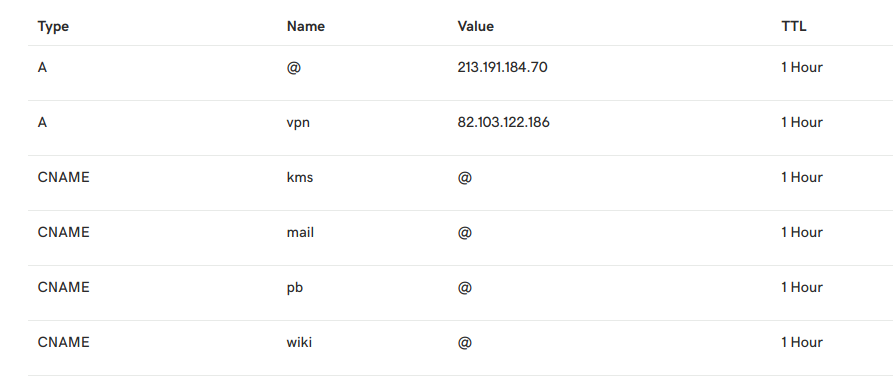 Type Name Value TTL
A @ 213.191.184.70 1 Hour
A vpn 82.103.122.186 1 Hour
CNAME kms @ 1 Hour
CNAME mail @ 1 Hour
CNAME pb @ 1 Hour
CNAME wiki @ 1 Hour